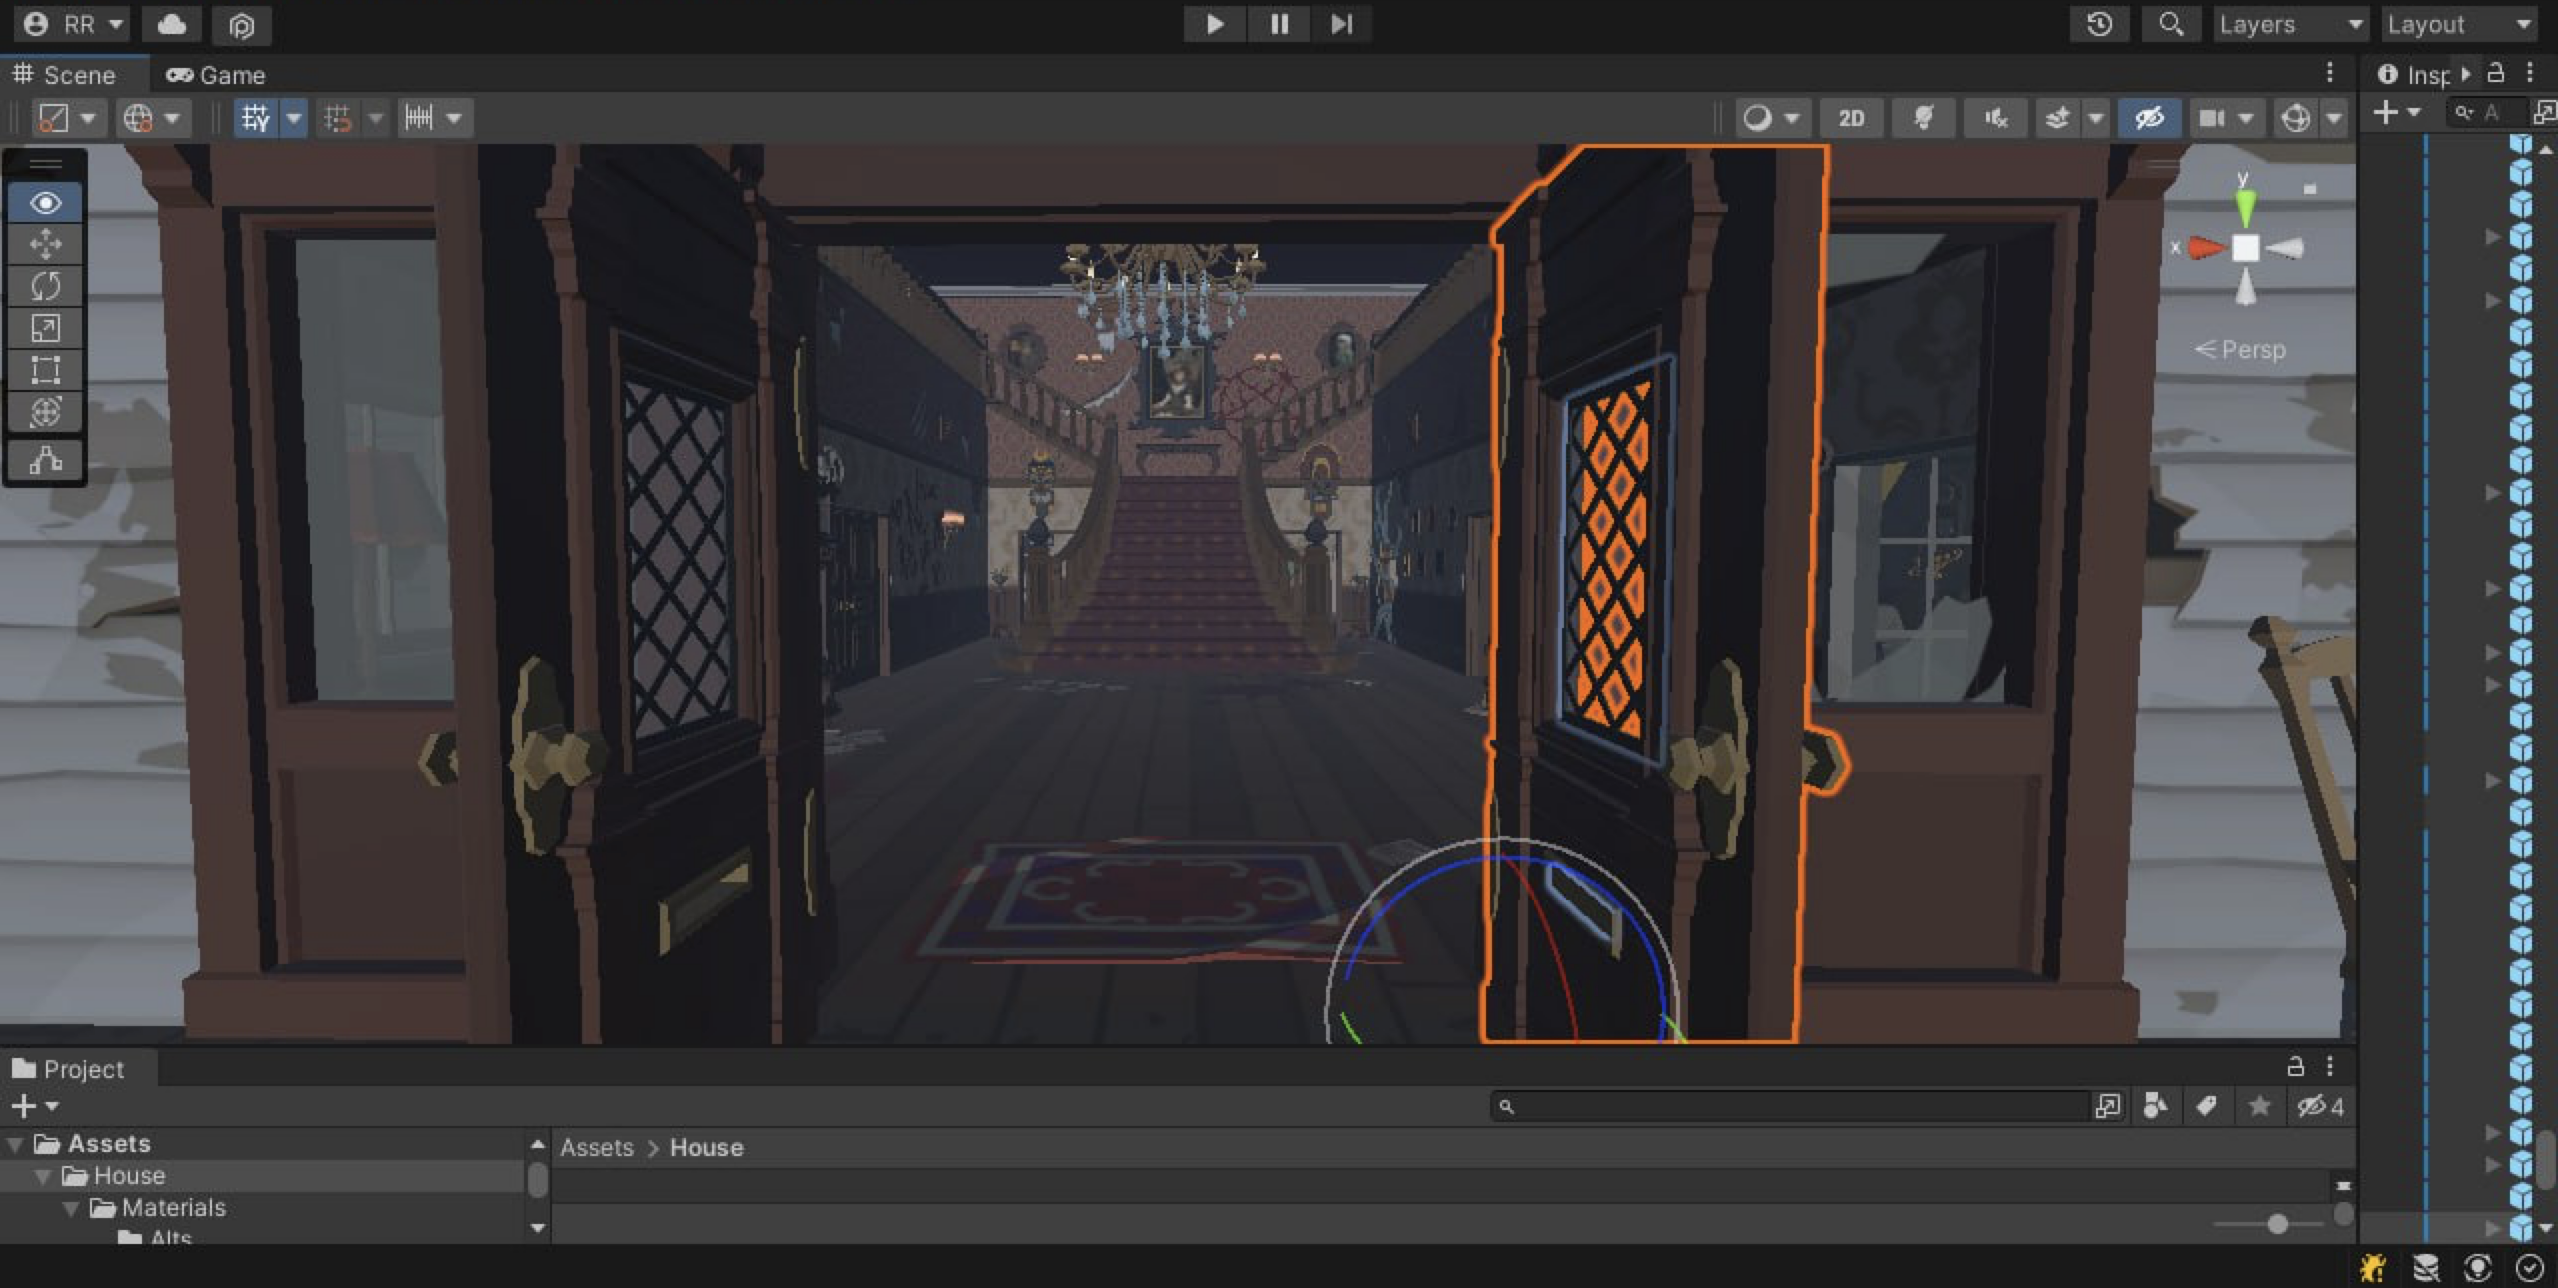 RR
Layers
Layout
Scene
Game
Insp
2D
A
y
x
Persp
Project
4
Assets
Assets > House
House
Materials
Alts